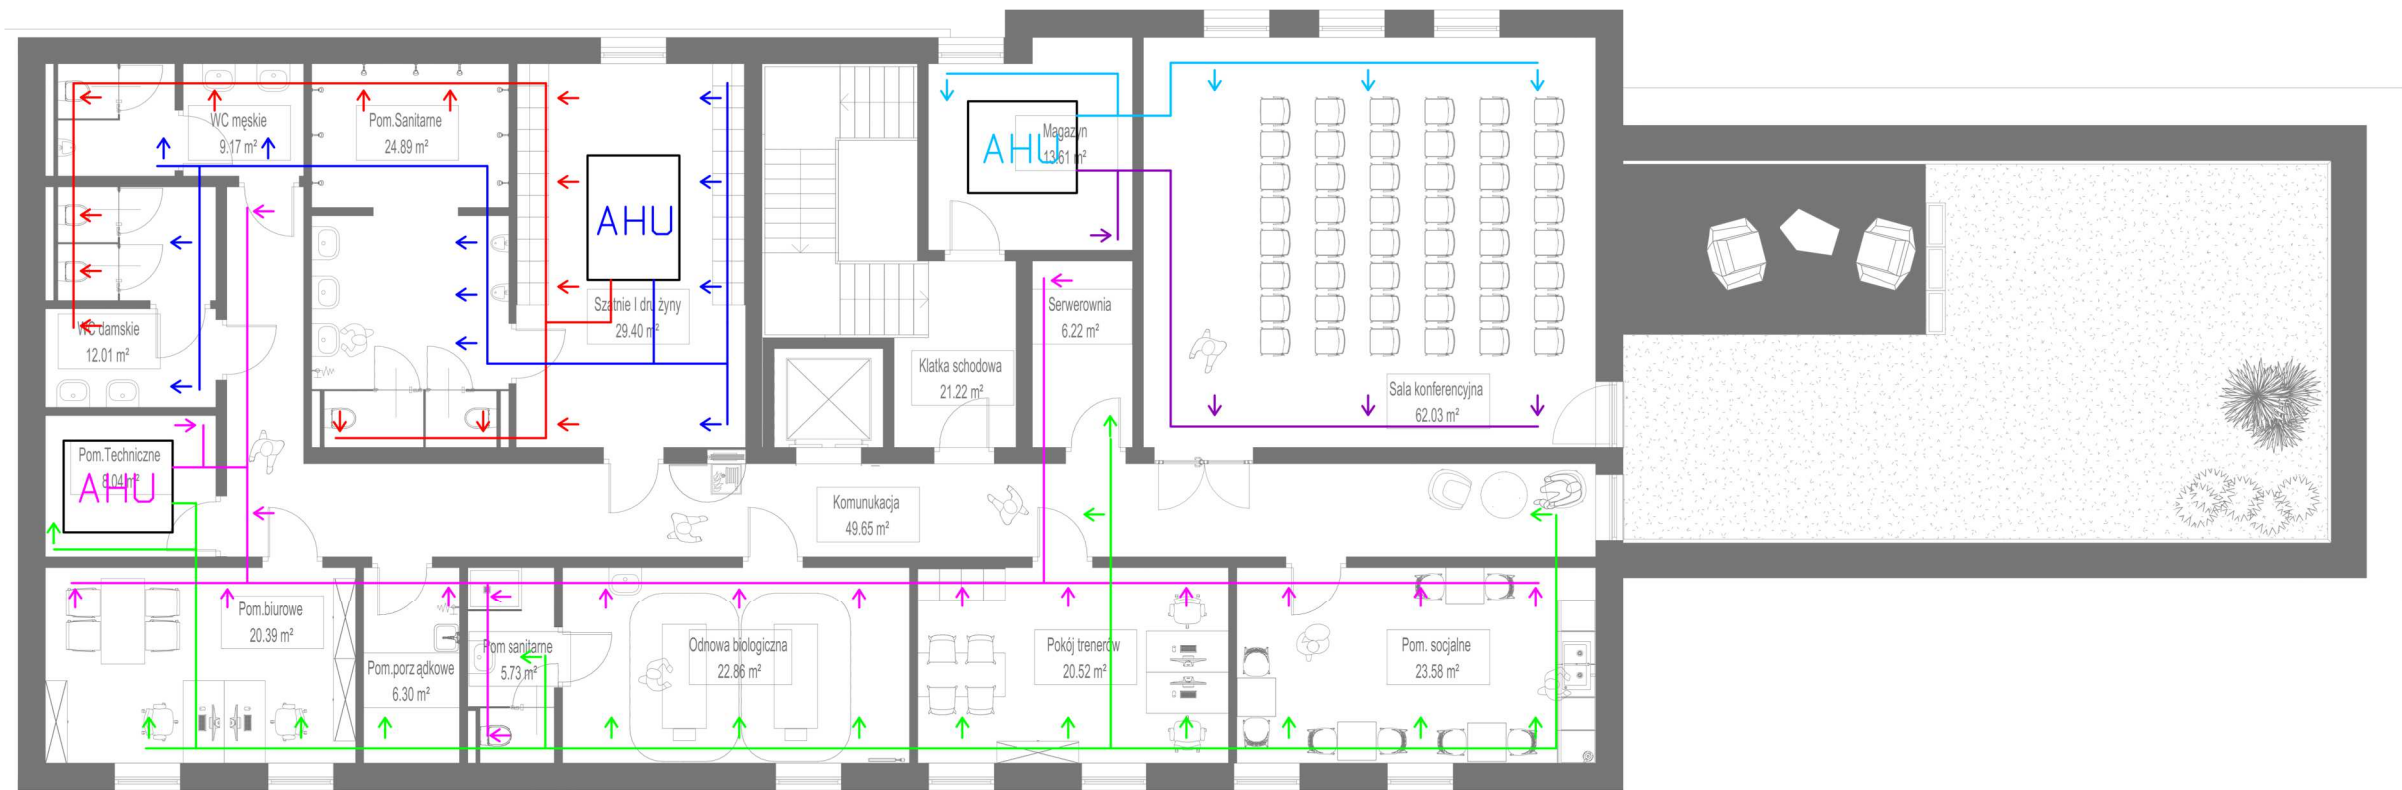 WC męskie
9.17 m²
Pom.Sanitarne
24.89 m²
AHU
Szatnie I dru żyny
29.40 m²
WC damskie
12.01 m²
Pom.Techniczne
8.04 m²
AHU
AHU
Magazyn
13.61 m²
Serwerownia
6.22 m²
Klatka schodowa
21.22 m²
Sala konferencyjna
62.03 m²
Komunukacja
49.65 m²
Pom.biurowe
20.39 m²
Pom.porz ądkowe
6.30 m²
Pom sanitarne
5.73 m²
Odnowa biologiczna
22.86 m²
Pokój trenerów
20.52 m²
Pom. socjalne
23.58 m²